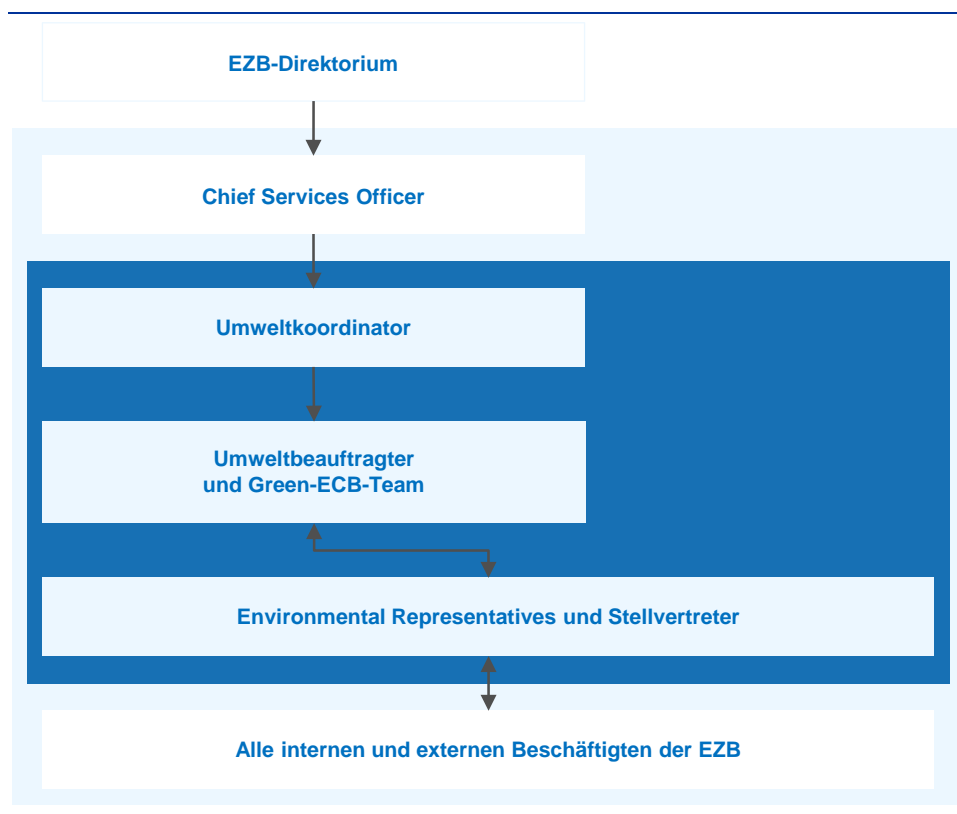 EZB-Direktorium
Chief Services Officer
Umweltkoordinator
Umweltbeauftragter
und Green-ECB-Team
Environmental Representatives und Stellvertreter
Alle internen und externen Beschäftigten der EZB